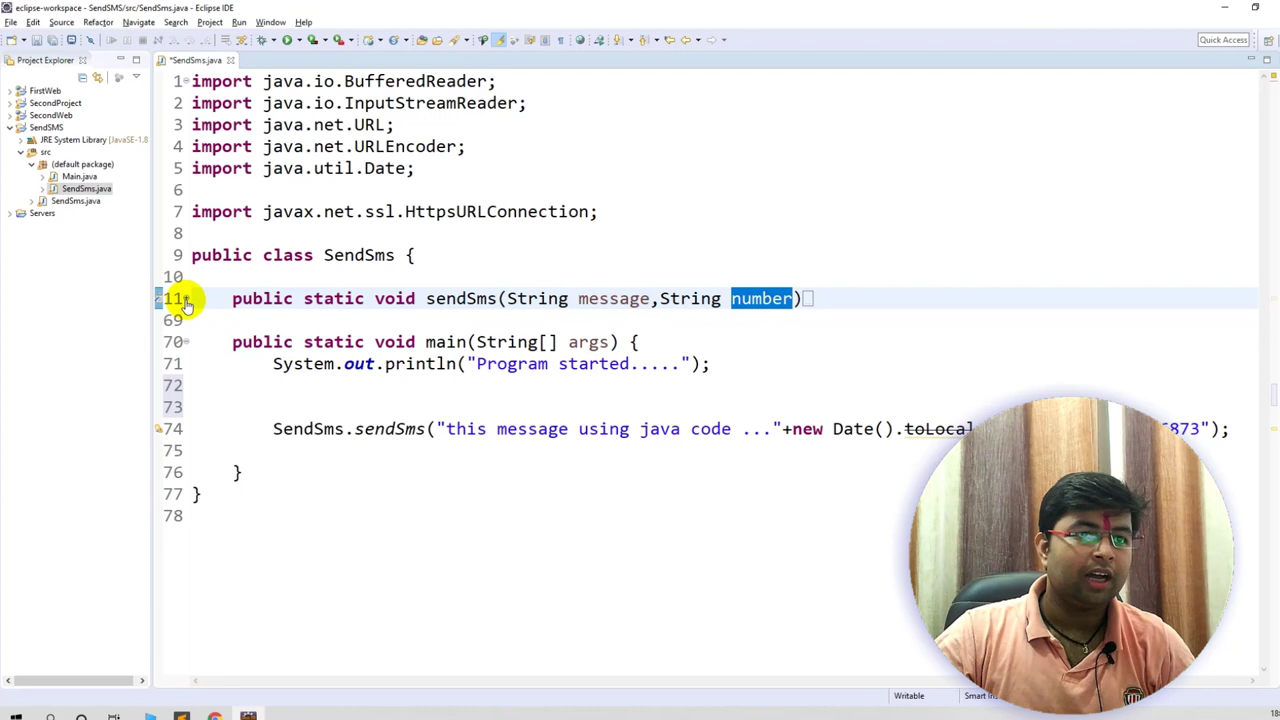 eclipse-workspace - SendSMS/src/SendSms.java - Eclipse IDE
File Edit Source Refactor Navigate Search Project Run Window Help
Quick Access
Project Explorer
*SendSms.java
FirstWeb
SecondProject
SecondWeb
SendSMS
JRE System Library [JavaSE-1.8
src
(default package)
Main.java
SendSms.java
SendSms.java
Servers
1 import java.io.BufferedReader;
2 import java.io.InputStreamReader;
3 import java.net.URL;
4 import java.net.URLEncoder;
5 import java.util.Date;
6
7 import javax.net.ssl.HttpsURLConnection;
8
9 public class SendSms {
10
11 public static void sendSms(String message,String number)
69
70 public static void main(String[] args) {
71 System.out.println("Program started.....");
72
73
74 SendSms.sendSms("this message using java code ..."+new Date().toLocal 873");
75
76 }
77 }
78
Writable
Smart Ins